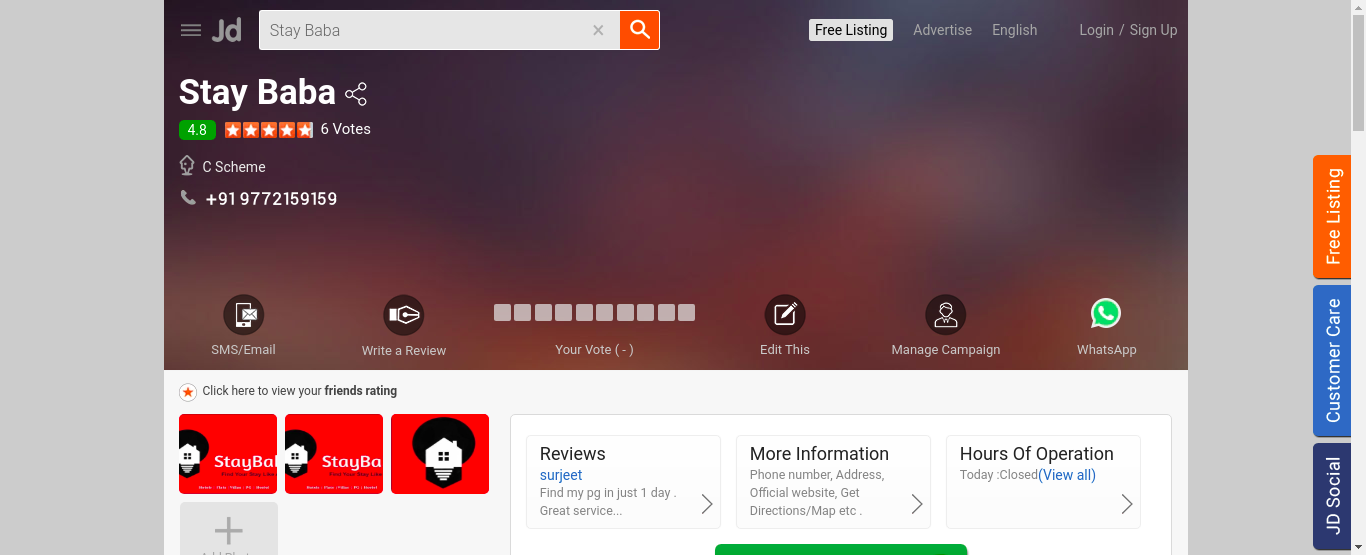 Jd
Stay Baba
Free Listing
Advertise
English
Login / Sign Up
Stay Baba
4.8
6 Votes
C Scheme
+91 9772159159
SMS/Email
Write a Review
Your Vote ( - )
Edit This
Manage Campaign
WhatsApp
Click here to view your friends rating
StayBa
StayBa
Reviews
surjeet
Find my pg in just 1 day .
Great service...
More Information
Phone number, Address,
Official website, Get
Directions/Map etc .
Hours Of Operation
Today :Closed(View all)
Free Listing
Customer Care
JD Social